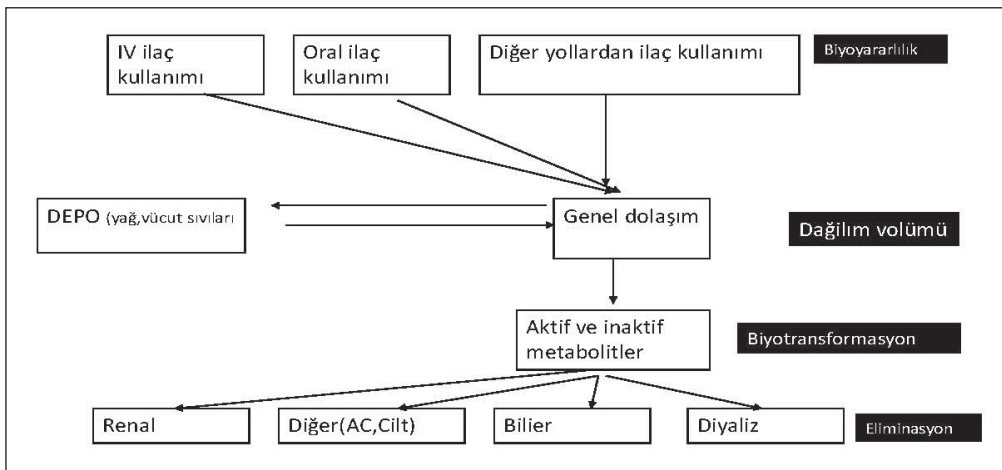 IV ilaç
kullanımı
Oral ilaç
kullanımı
Diğer yollardan ilaç kullanımı
Biyoyararlılık
DEPO (yağ,vücut sıvıları
Genel dolaşım
Dağilım volümü
Aktif ve inaktif
metabolitler
Biyotransformasyon
Renal
Diğer(AC,Cilt)
Bilier
Diyaliz
Eliminasyon